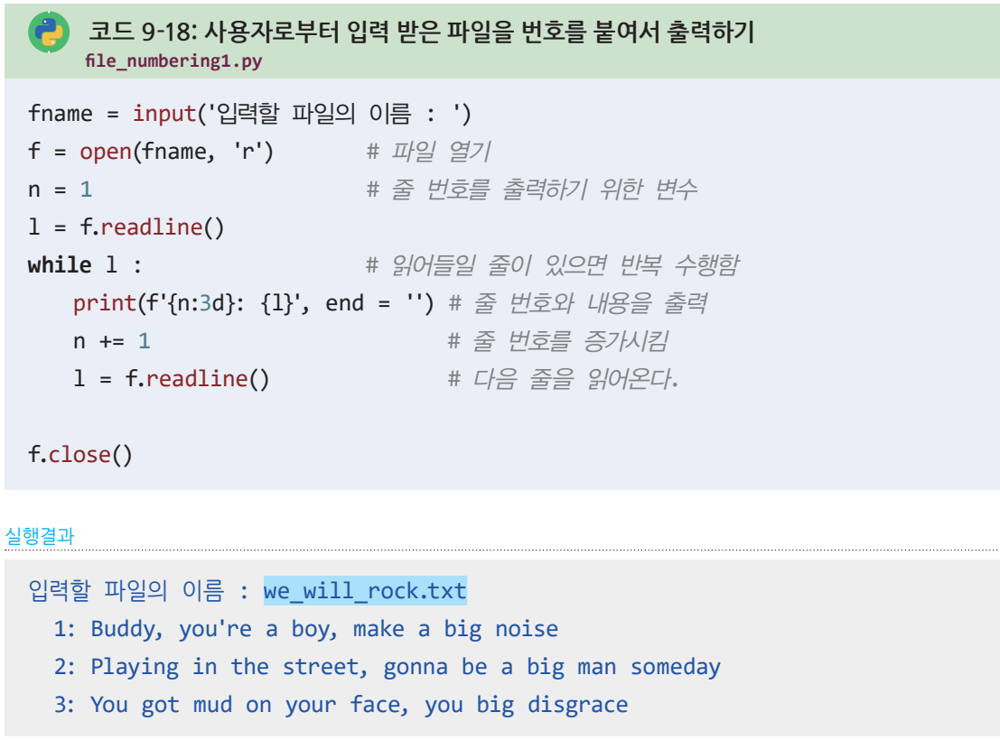 코드 9-18: 사용자로부터 입력 받은 파일을 번호를 붙여서 출력하기
file_numbering1.py
fname = input('입력할 파일의 이름 : ')
f = open(fname, 'r') # 파일 열기
n = 1 # 줄 번호를 출력하기 위한 변수
l = f.readline()
while l : # 읽어들일 줄이 있으면 반복 수행함
    print(f'{n:3d}: {l}', end = '') # 줄 번호와 내용을 출력
    n += 1 # 줄 번호를 증가시킴
    l = f.readline() # 다음 줄을 읽어온다.
f.close()
실행결과
입력할 파일의 이름 : we_will_rock.txt
  1: Buddy, you're a boy, make a big noise
  2: Playing in the street, gonna be a big man someday
  3: You got mud on your face, you big disgrace